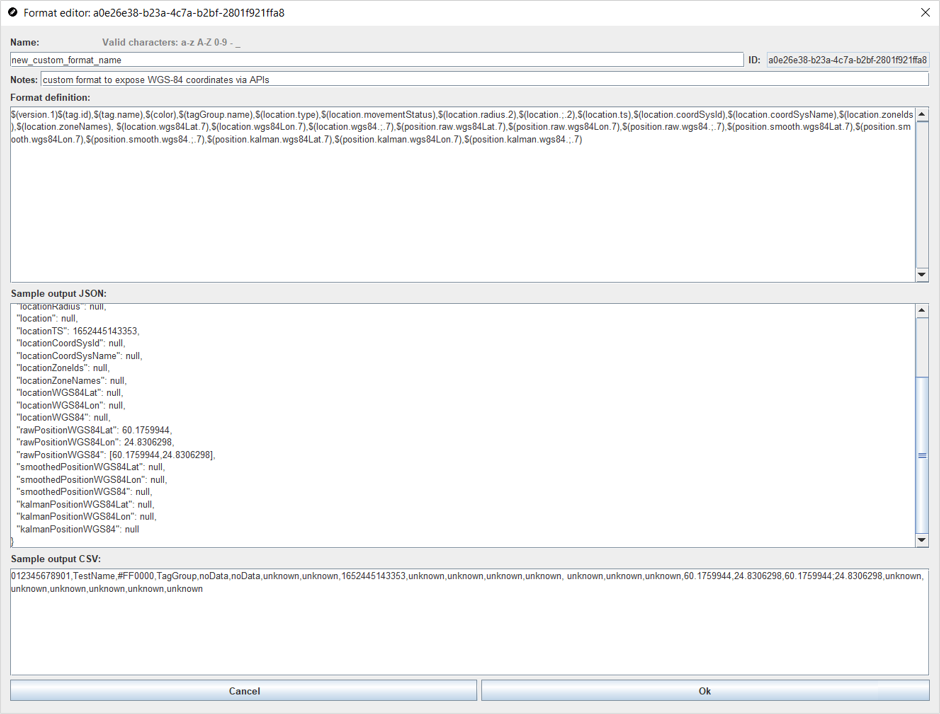 Format editor: a0e26e38-b23a-4c7a-b2bf-2801f921ffa8
Name: Valid characters: a-z A-Z 0-9 - _
new_custom_format_name ID: a0e26e38-b23a-4c7a-b2bf-2801f921ffa8
Notes: custom format to expose WGS-84 coordinates via APIs
Format definition:
$(version.1)$(tag.id),$(tag.name),$(color),$(tagGroup.name),$(location.type),$(location.movementStatus),$(location.radius.2),$(location.;.2),$(location.ts),$(location.coordSysId),$(location.coordSysName),$(location.zoneIds
),$(location.zoneNames), $(location.wgs84Lat.7),$(location.wgs84Lon.7),$(location.wgs84.;.7),$(position.raw.wgs84Lat.7),$(position.raw.wgs84Lon.7),$(position.raw.wgs84.;.7),$(position.smooth.wgs84Lat.7),$(position.sm
ooth.wgs84Lon.7),$(position.smooth.wgs84.;.7),$(position.kalman.wgs84Lat.7),$(position.kalman.wgs84Lon.7),$(position.kalman.wgs84.;.7)
Sample output JSON:
"locationRadius": null,
"location": null,
"locationTS": 1652445143353,
"locationCoordSysId": null,
"locationCoordSysName": null,
"locationZoneIds": null,
"locationZoneNames": null,
"locationWGS84Lat": null,
"locationWGS84Lon": null,
"locationWGS84": null,
"rawPositionWGS84Lat": 60.1759944,
"rawPositionWGS84Lon": 24.8306298,
"rawPositionWGS84": [60.1759944,24.8306298],
"smoothedPositionWGS84Lat": null,
"smoothedPositionWGS84Lon": null,
"smoothedPositionWGS84": null,
"kalmanPositionWGS84Lat": null,
"kalmanPositionWGS84Lon": null,
"kalmanPositionWGS84": null
}
Sample output CSV:
012345678901,TestName,#FF0000,TagGroup,noData,noData,unknown,unknown,1652445143353,unknown,unknown,unknown,unknown, unknown,unknown,unknown,60.1759944,24.8306298,60.1759944;24.8306298,unknown,
unknown,unknown,unknown,unknown,unknown
Cancel Ok